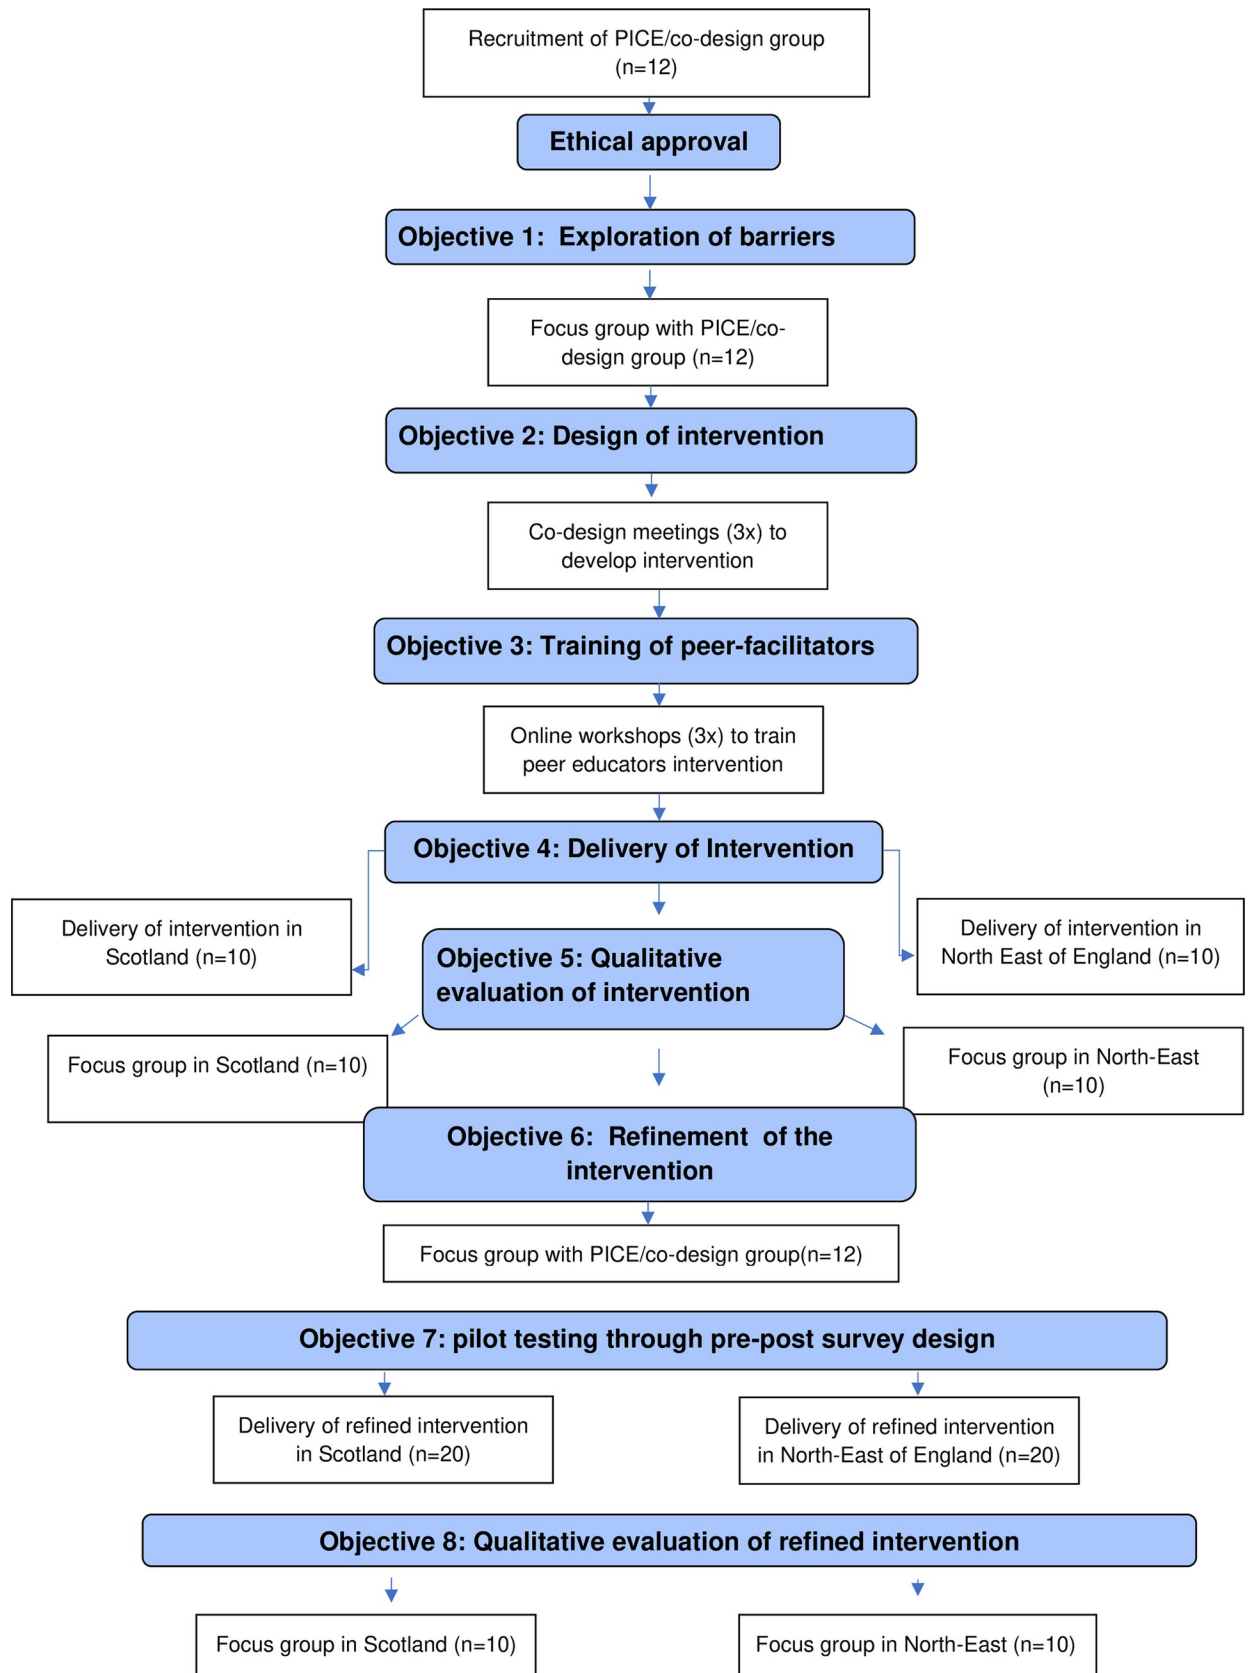 Recruitment of PICE/co-design group
(n=12)
Ethical approval
Objective 1:  Exploration of barriers
Focus group with PICE/co-
design group (n=12)
Objective 2: Design of intervention
Co-design meetings (3x) to
develop intervention
Objective 3: Training of peer-facilitators
Online workshops (3x) to train
peer educators intervention
Objective 4: Delivery of Intervention
Delivery of intervention in
Scotland (n=10)
Delivery of intervention in
North East of England (n=10)
Objective 5: Qualitative
evaluation of intervention
Focus group in Scotland (n=10)
Focus group in North-East
(n=10)
Objective 6:  Refinement  of the
intervention
Focus group with PICE/co-design group(n=12)
Objective 7: pilot testing through pre-post survey design
Delivery of refined intervention
in Scotland (n=20)
Delivery of refined intervention
in North-East of England (n=20)
Objective 8: Qualitative evaluation of refined intervention
Focus group in Scotland (n=10)
Focus group in North-East (n=10)